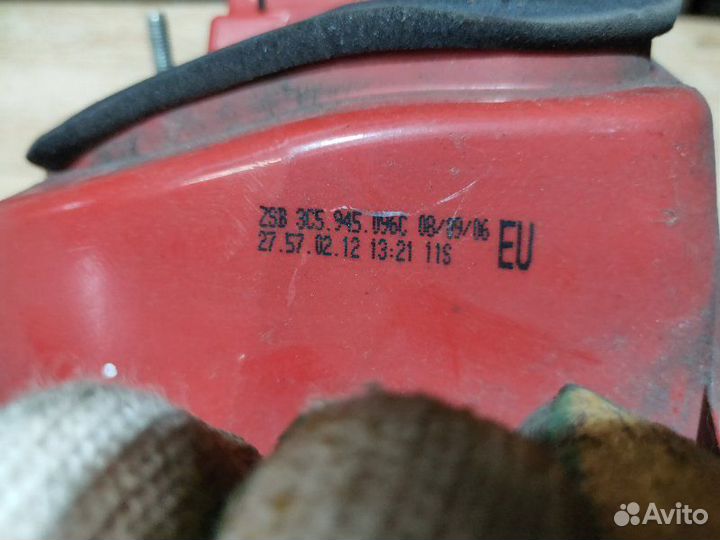 ZSB 3C5.945.096C 08/09/06
27.57.02.12 13:21 11S
EU
Avito